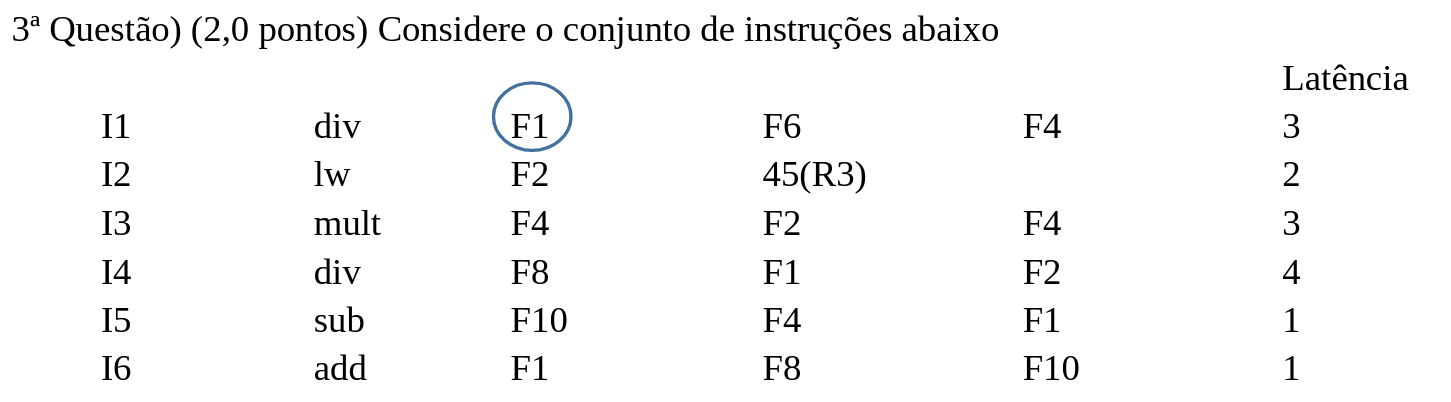 3ª Questão) (2,0 pontos) Considere o conjunto de instruções abaixo
Latência
I1 div F1 F6 F4 3
I2 lw F2 45(R3) 2
I3 mult F4 F2 F4 3
I4 div F8 F1 F2 4
I5 sub F10 F4 F1 1
I6 add F1 F8 F10 1